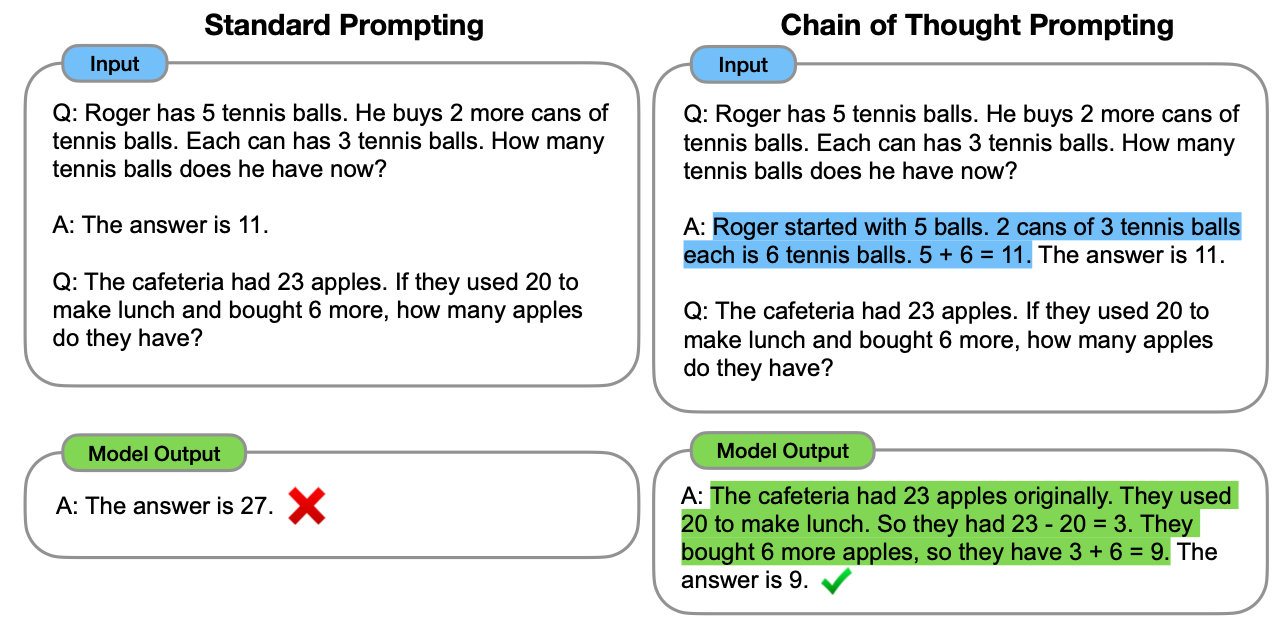 Standard Prompting
Input
Q: Roger has 5 tennis balls. He buys 2 more cans of
tennis balls. Each can has 3 tennis balls. How many
tennis balls does he have now?
A: The answer is 11.
Q: The cafeteria had 23 apples. If they used 20 to
make lunch and bought 6 more, how many apples
do they have?
Model Output
A: The answer is 27.
Chain of Thought Prompting
Input
Q: Roger has 5 tennis balls. He buys 2 more cans of
tennis balls. Each can has 3 tennis balls. How many
tennis balls does he have now?
A: Roger started with 5 balls. 2 cans of 3 tennis balls
each is 6 tennis balls. 5 + 6 = 11. The answer is 11.
Q: The cafeteria had 23 apples. If they used 20 to
make lunch and bought 6 more, how many apples
do they have?
Model Output
A: The cafeteria had 23 apples originally. They used
20 to make lunch. So they had 23 - 20 = 3. They
bought 6 more apples, so they have 3 + 6 = 9. The
answer is 9.